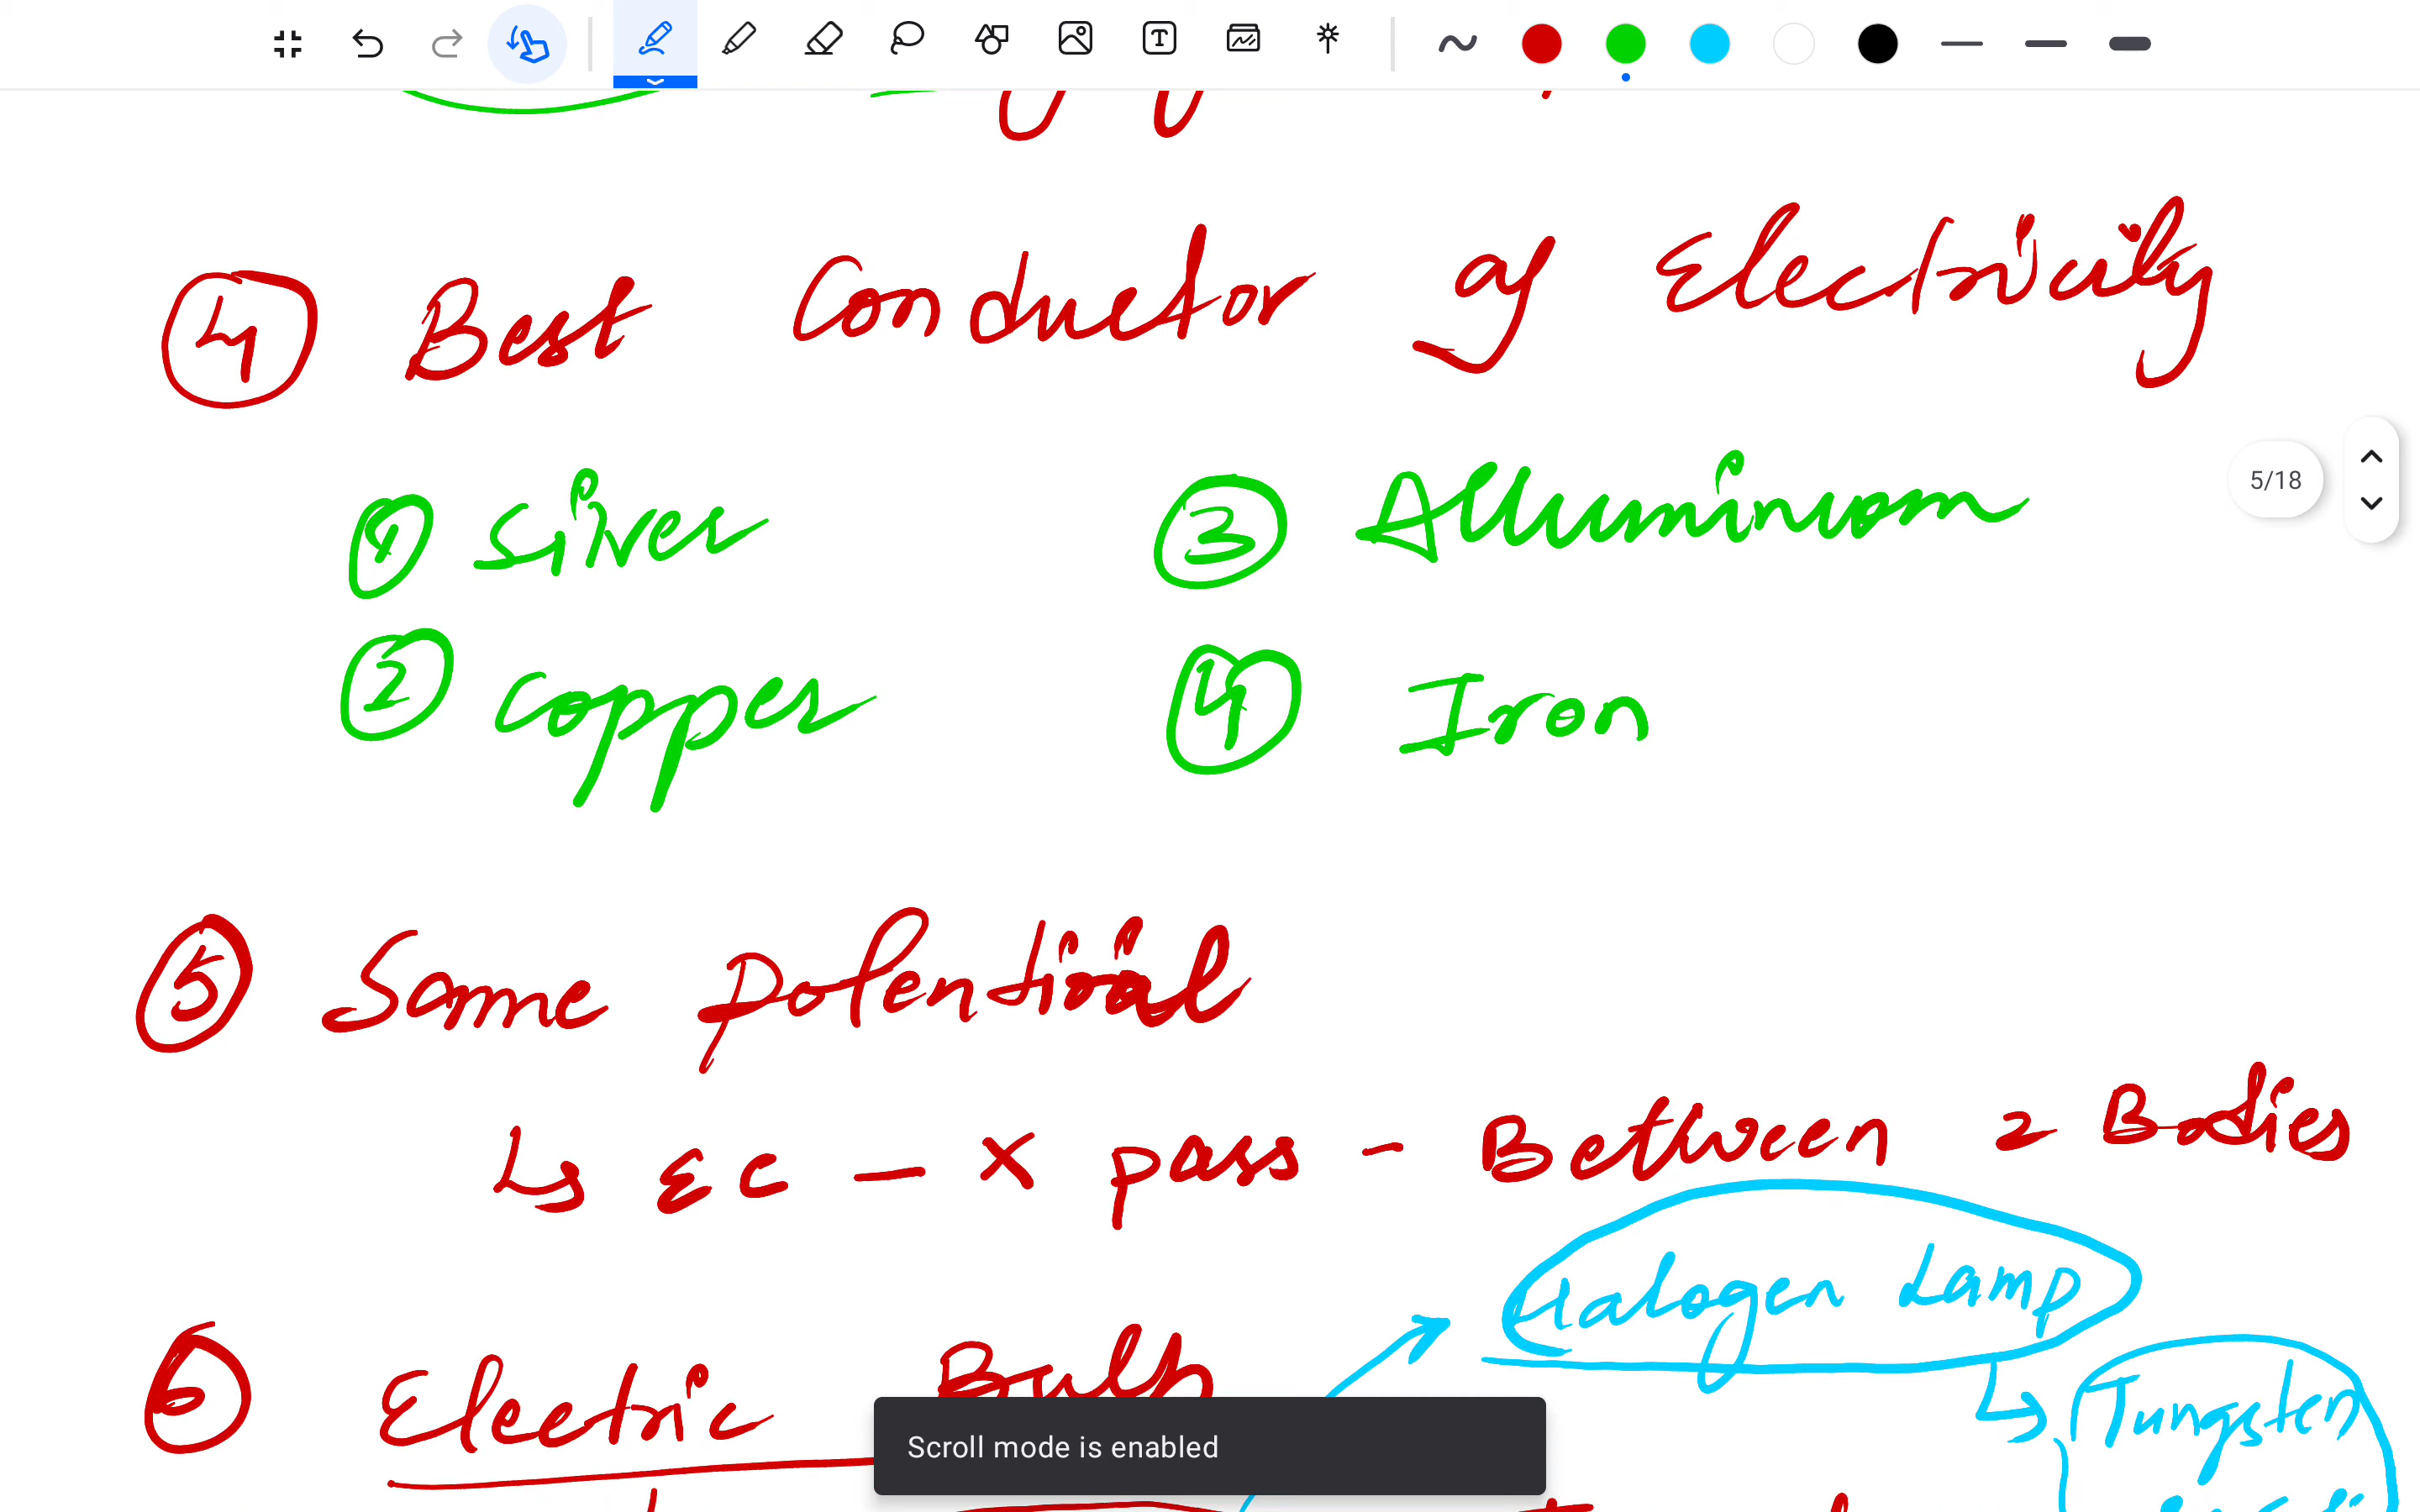 5/18
④ Best Conductor of Electricity
① Silver ③ Alluminum
② Copper ④ Iron
⑤ Same potential
↳ EC - × pass - Between 2 Bodies
Halogen Lamp
⑥ Electric Bulb
↳ Tungsten
Scroll mode is enabled